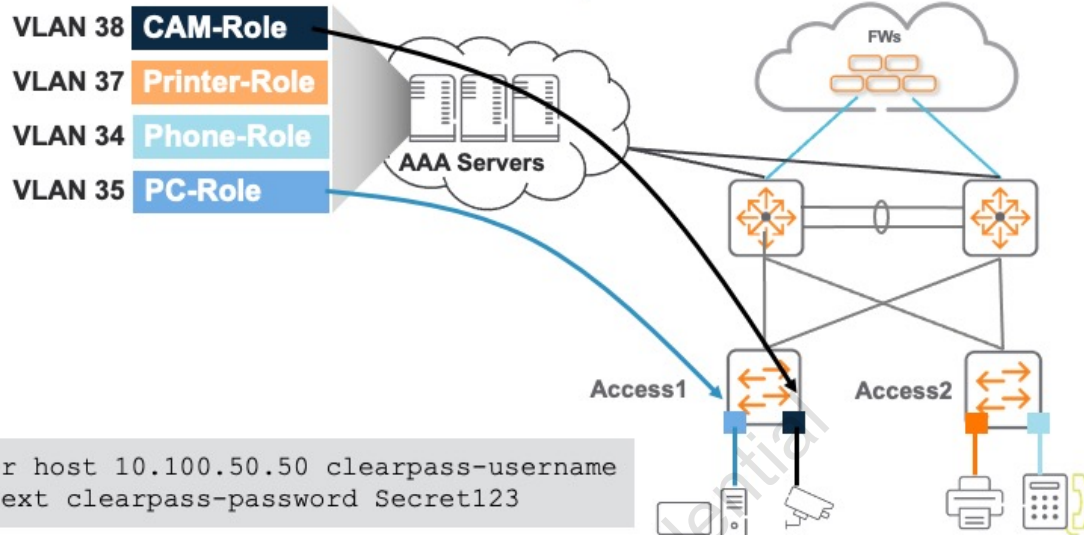 VLAN 38 CAM-Role
VLAN 37 Printer-Role
VLAN 34 Phone-Role
VLAN 35 PC-Role
AAA Servers
FWs
Access1
Access2
r host 10.100.50.50 clearpass-username
ext clearpass-password Secret123
dential